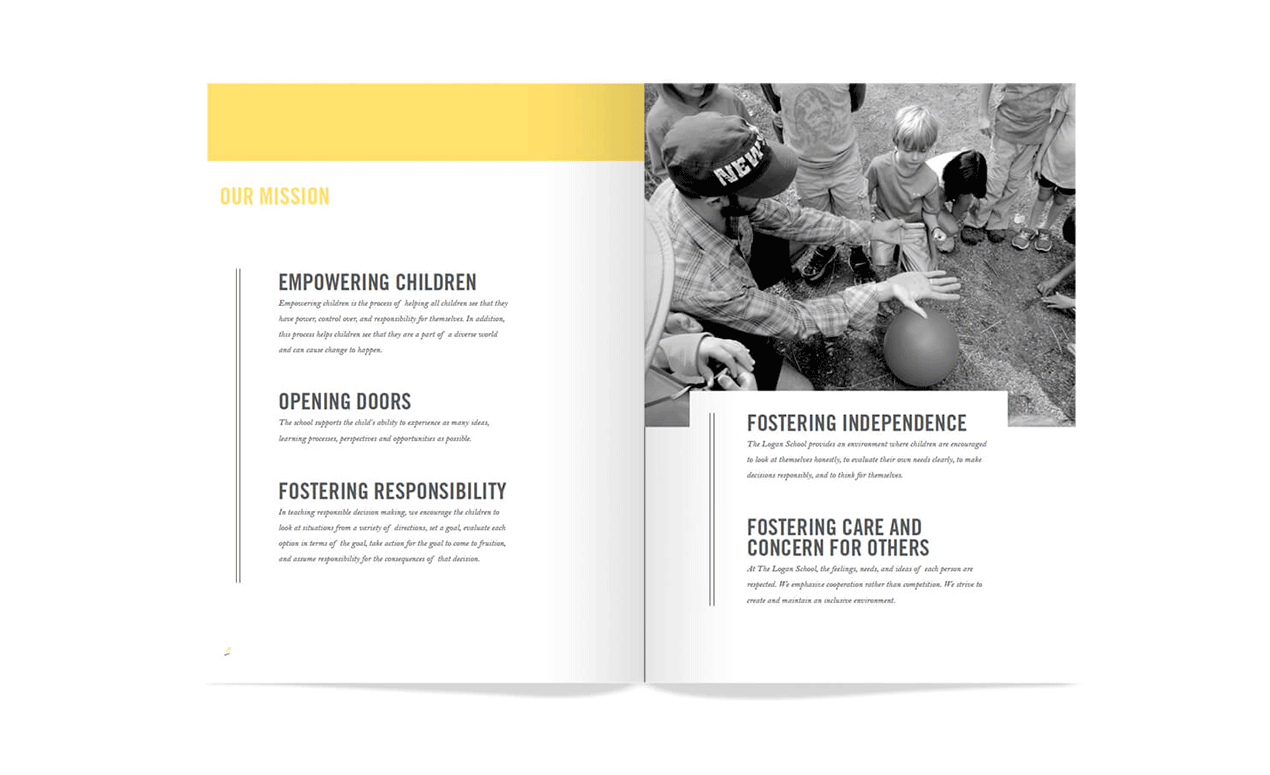 OUR MISSION
EMPOWERING CHILDREN
Empowering children is the process of helping all children see that they
have power, control over, and responsibility for themselves. In addition,
this process helps children see that they are a part of a diverse world
and can cause change to happen.
OPENING DOORS
The school supports the child's ability to experience as many ideas,
learning processes, perspectives and opportunities as possible.
FOSTERING RESPONSIBILITY
In teaching responsible decision making, we encourage the children to
look at situations from a variety of directions, set a goal, evaluate each
option in terms of the goal, take action for the goal to come to fruition,
and assume responsibility for the consequences of that decision.
NEW
FOSTERING INDEPENDENCE
The Logan School provides an environment where children are encouraged
to look at themselves honestly, to evaluate their own needs clearly, to make
decisions responsibly, and to think for themselves.
FOSTERING CARE AND
CONCERN FOR OTHERS
At The Logan School, the feelings, needs, and ideas of each person are
respected. We emphasize cooperation rather than competition. We strive to
create and maintain an inclusive environment.